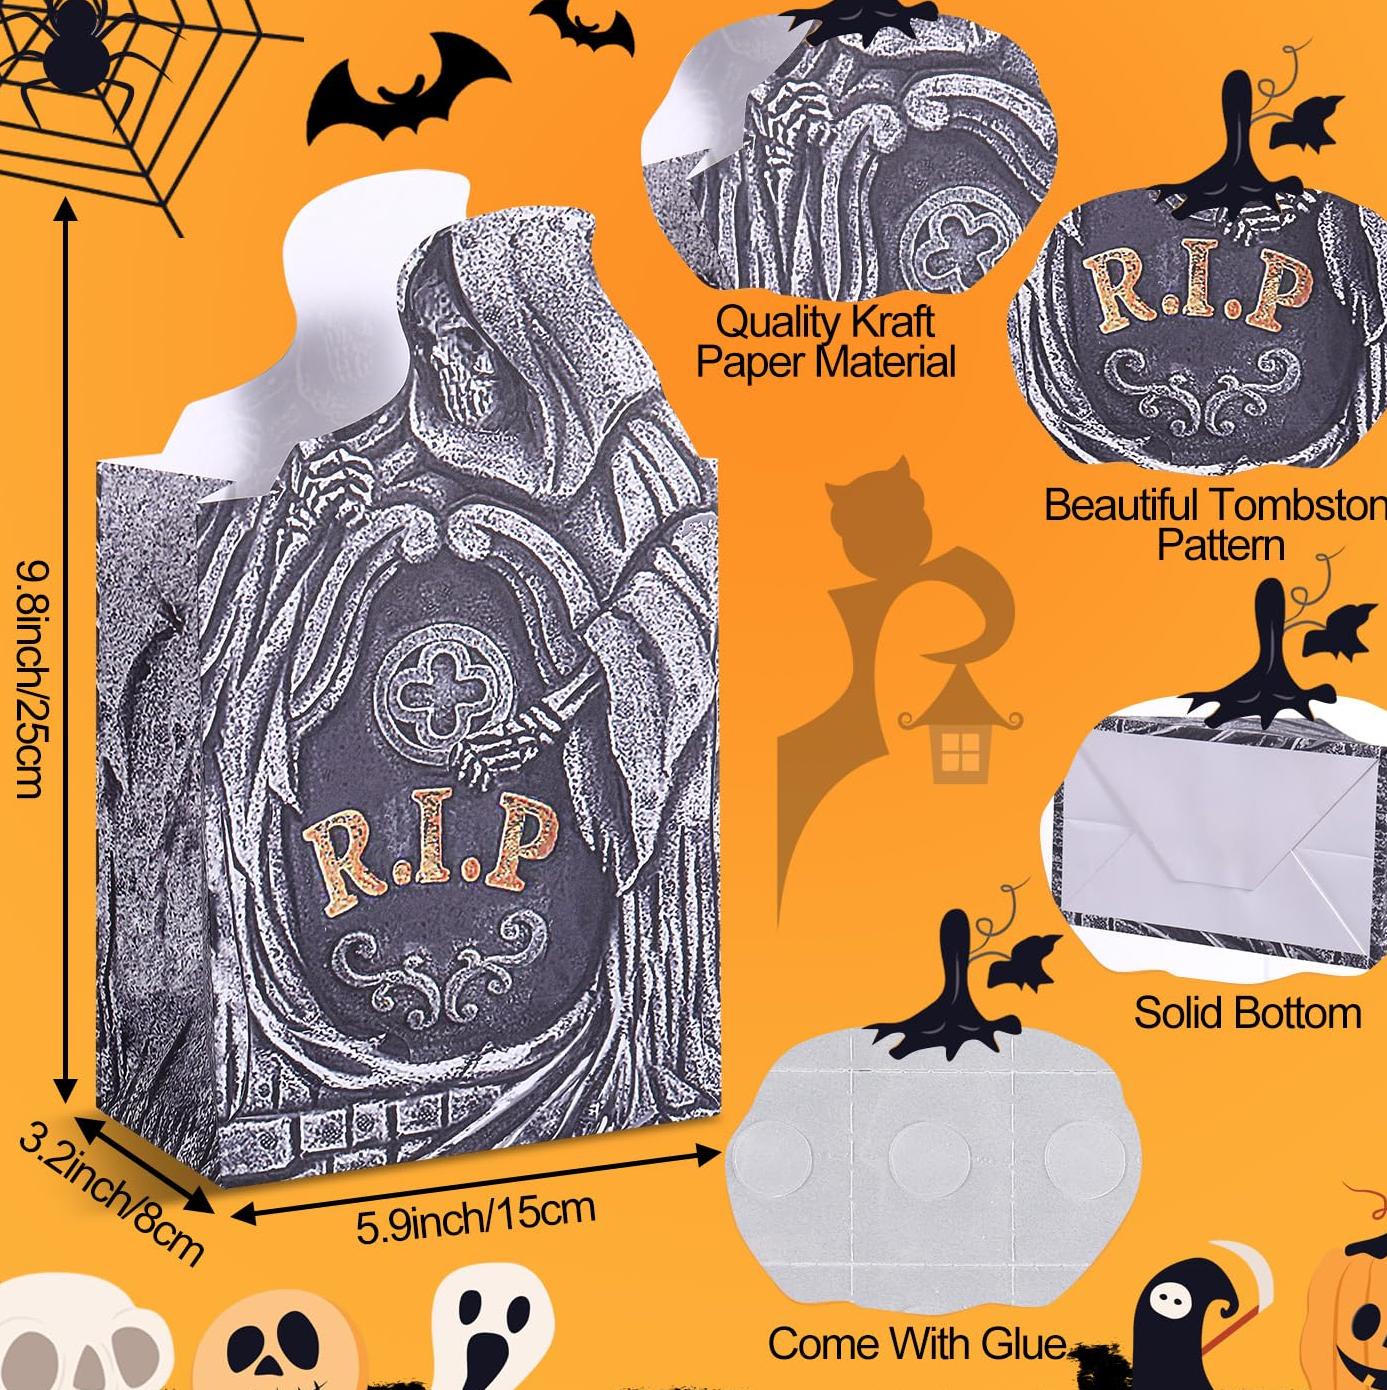 Quality Kraft
Paper Material
R.I.P
Beautiful Tombston
Pattern
9.8inch/25cm
R.I.P
Solid Bottom
3.2inch/8cm
5.9inch/15cm
Come With Glue